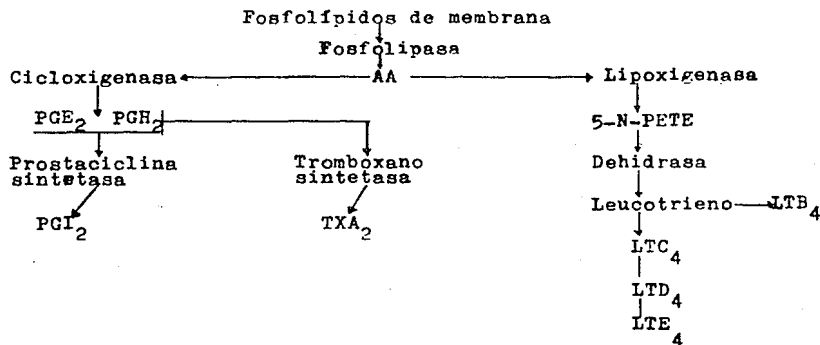 Fosfolípidos de membrana
Fosfolipasa
Cicloxigenasa AA Lipoxigenasa
PGE2 PGH2 5-N-PETE
Prostaciclina sintetasa Tromboxano sintetasa Dehidrasa
PGI2 TXA2 Leucotrieno LTB4
LTC4
LTD4
LTE4